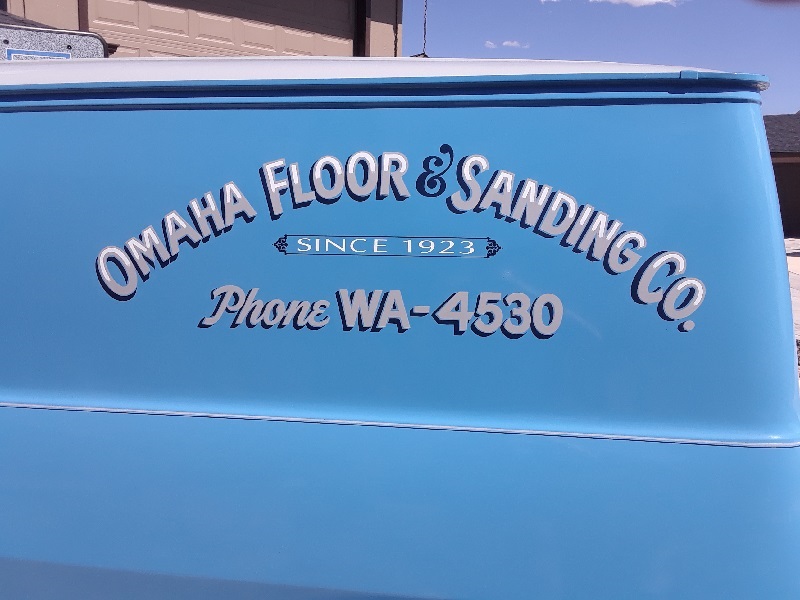 OMAHA FLOOR & SANDING CO.
SINCE 1923
Phone WA-4530